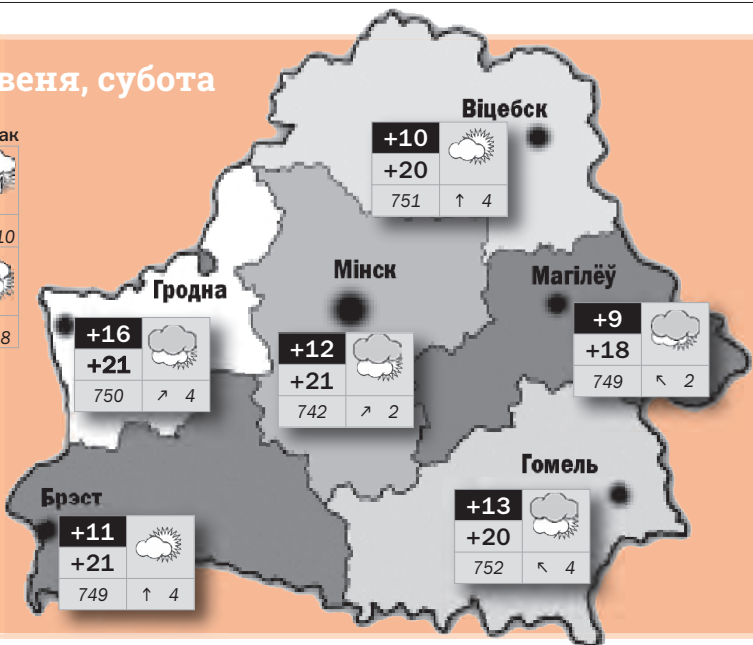 веня, субота
ак
10
8
Віцебск
+10
+20
751 ↑ 4
Мінск
+12
+21
742 ↗ 2
Магілёў
+9
+18
749 ↖ 2
Гродна
+16
+21
750 ↗ 4
Гомель
+13
+20
752 ↖ 4
Брэст
+11
+21
749 ↑ 4